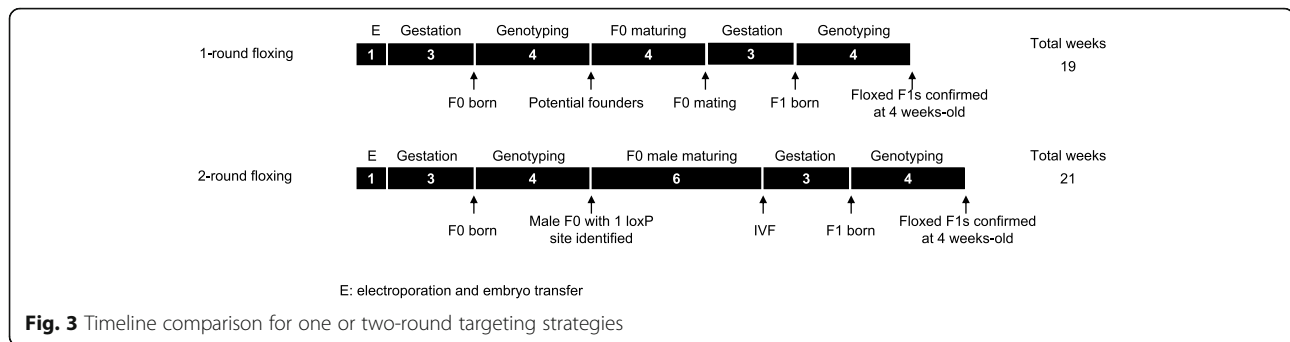 E Gestation Genotyping F0 maturing Gestation Genotyping
1-round floxing 1 3 4 4 3 4 Total weeks
19
F0 born Potential founders F0 mating F1 born Floxed F1s confirmed
at 4 weeks-old
E Gestation Genotyping F0 male maturing Gestation Genotyping
2-round floxing 1 3 4 6 3 4 Total weeks
21
F0 born Male F0 with 1 loxP IVF F1 born Floxed F1s confirmed
site identified at 4 weeks-old
E: electroporation and embryo transfer
Fig. 3 Timeline comparison for one or two-round targeting strategies